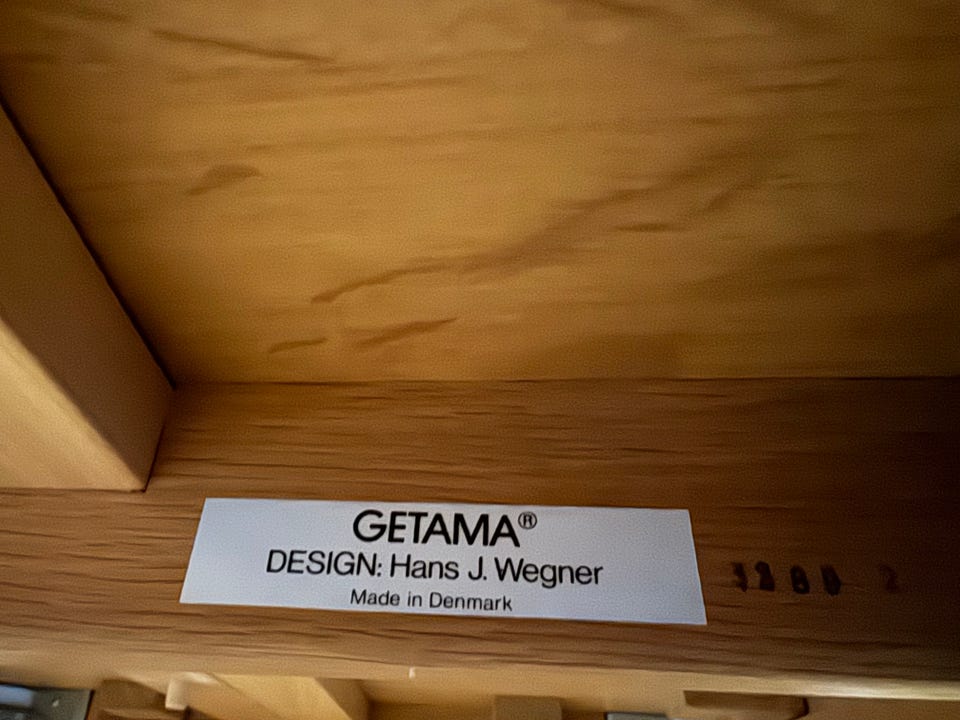 GETAMA®
DESIGN: Hans J. Wegner
Made in Denmark